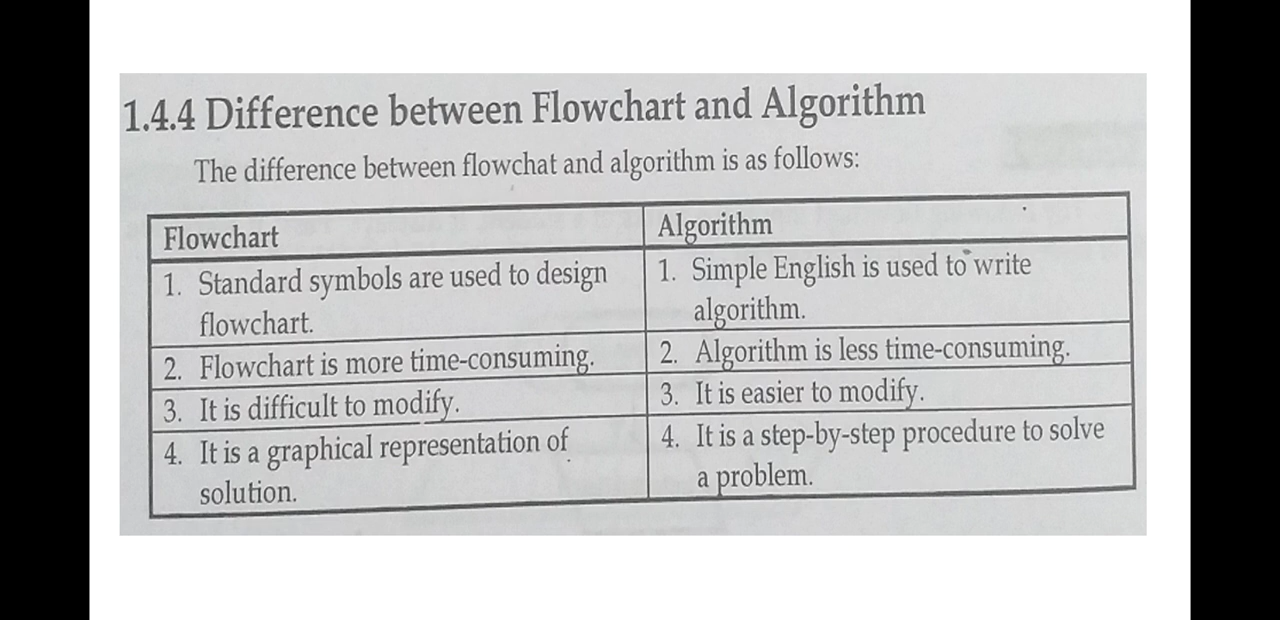 1.4.4 Difference between Flowchart and Algorithm
The difference between flowchat and algorithm is as follows:
Flowchart
Algorithm
1. Standard symbols are used to design
flowchart.
1. Simple English is used to write
algorithm.
2. Flowchart is more time-consuming.
2. Algorithm is less time-consuming.
3. It is difficult to modify.
3. It is easier to modify.
4. It is a graphical representation of
solution.
4. It is a step-by-step procedure to solve
a problem.